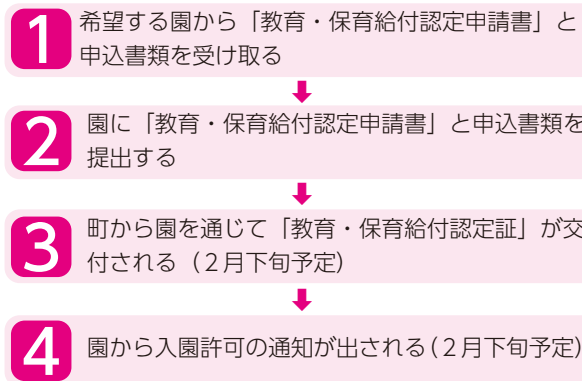 1 希望する園から「教育・保育給付認定申請書」と
申込書類を受け取る
2 園に「教育・保育給付認定申請書」と申込書類を
提出する
3 町から園を通じて「教育・保育給付認定証」が交
付される（２月下旬予定）
4 園から入園許可の通知が出される（２月下旬予定）